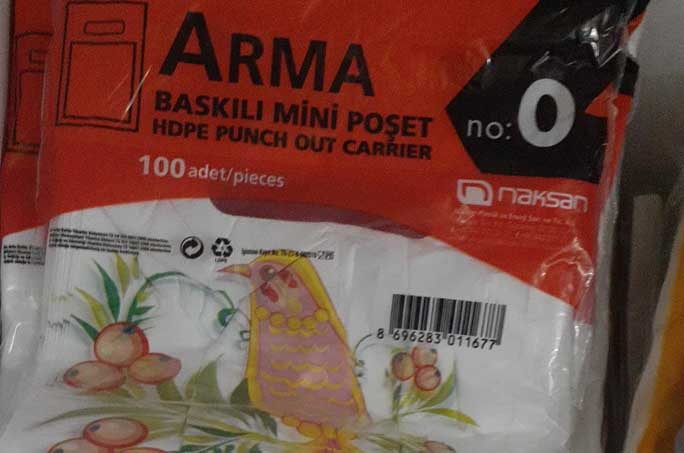 ARMA
BASKILI MİNİ POŞET
HDPE PUNCH OUT CARRIER
100 adet/pieces
no: 0
naksan
8 696283 011677